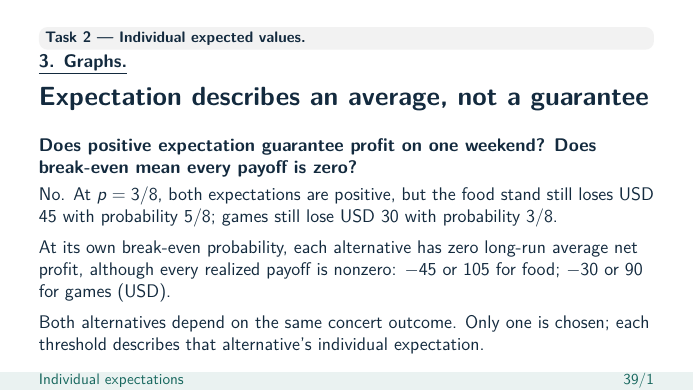 Task 2 — Individual expected values.
3. Graphs.
Expectation describes an average, not a guarantee
Does positive expectation guarantee profit on one weekend? Does
break-even mean every payoff is zero?
No. At p = 3/8, both expectations are positive, but the food stand still loses USD
45 with probability 5/8; games still lose USD 30 with probability 3/8.
At its own break-even probability, each alternative has zero long-run average net
profit, although every realized payoff is nonzero: −45 or 105 for food; −30 or 90
for games (USD).
Both alternatives depend on the same concert outcome. Only one is chosen; each
threshold describes that alternative's individual expectation.
Individual expectations
39/1